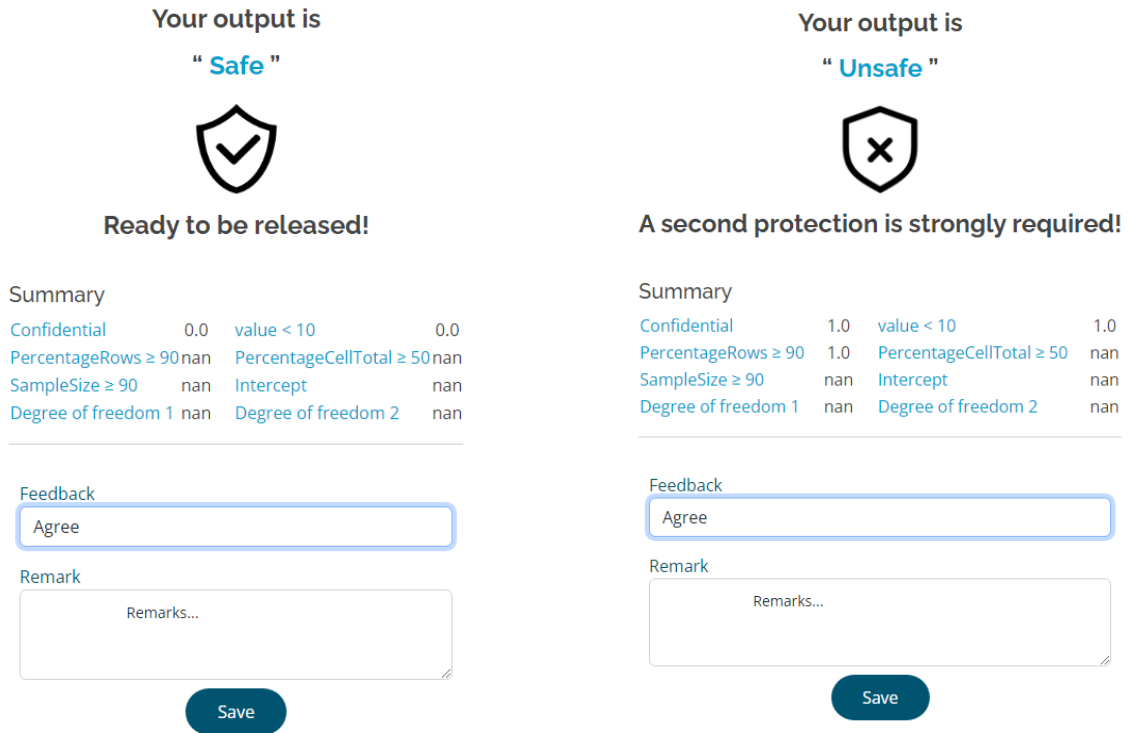 Your output is
“ Safe ”
Ready to be released!
Summary
Confidential 0.0 value < 10 0.0
PercentageRows ≥ 90 nan PercentageCellTotal ≥ 50 nan
SampleSize ≥ 90 nan Intercept nan
Degree of freedom 1 nan Degree of freedom 2 nan
Feedback
Agree
Remark
Remarks...
Save
Your output is
“ Unsafe ”
A second protection is strongly required!
Summary
Confidential 1.0 value < 10 1.0
PercentageRows ≥ 90 1.0 PercentageCellTotal ≥ 50 nan
SampleSize ≥ 90 nan Intercept nan
Degree of freedom 1 nan Degree of freedom 2 nan
Feedback
Agree
Remark
Remarks...
Save